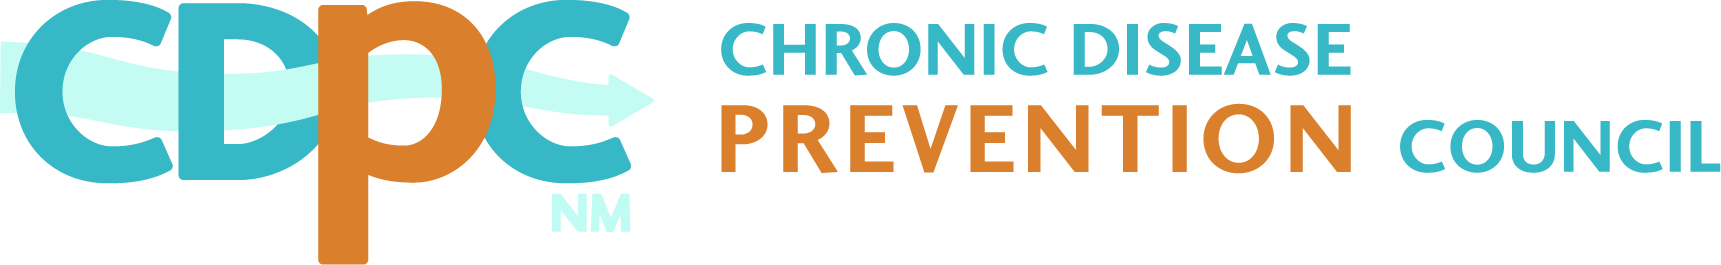 CDPC
NM
CHRONIC DISEASE
PREVENTION COUNCIL